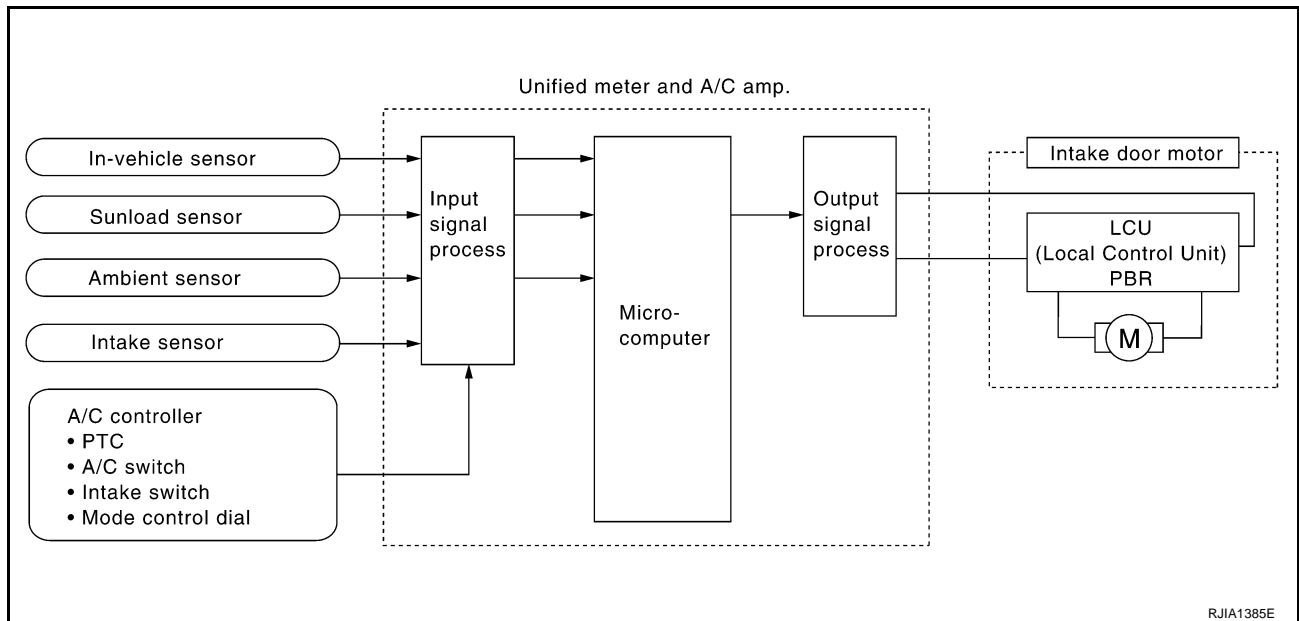 Unified meter and A/C amp.
In-vehicle sensor
Sunload sensor
Ambient sensor
Intake sensor
A/C controller
• PTC
• A/C switch
• Intake switch
• Mode control dial
Input
signal
process
Micro-
computer
Output
signal
process
Intake door motor
LCU
(Local Control Unit)
PBR
M
RJIA1385E